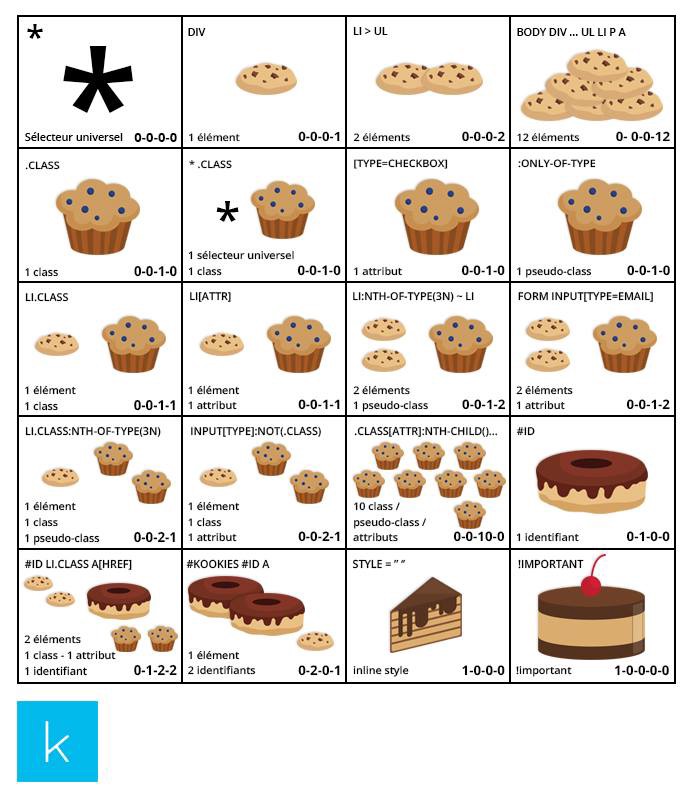 *
*
Sélecteur universel 0-0-0-0
DIV
1 élément 0-0-0-1
LI > UL
2 éléments 0-0-0-2
BODY DIV ... UL LI P A
12 éléments 0- 0-0-12
.CLASS
1 class 0-0-1-0
* .CLASS
*
1 sélecteur universel
1 class 0-0-1-0
[TYPE=CHECKBOX]
1 attribut 0-0-1-0
:ONLY-OF-TYPE
1 pseudo-class 0-0-1-0
LI.CLASS
1 élément
1 class 0-0-1-1
LI[ATTR]
1 élément
1 attribut 0-0-1-1
LI:NTH-OF-TYPE(3N) ~ LI
2 éléments
1 pseudo-class 0-0-1-2
FORM INPUT[TYPE=EMAIL]
2 éléments
1 attribut 0-0-1-2
LI.CLASS:NTH-OF-TYPE(3N)
1 élément
1 class
1 pseudo-class 0-0-2-1
INPUT[TYPE]:NOT(.CLASS)
1 élément
1 class
1 attribut 0-0-2-1
.CLASS[ATTR]:NTH-CHILD()...
10 class /
pseudo-class /
attributs 0-0-10-0
#ID
1 identifiant 0-1-0-0
#ID LI.CLASS A[HREF]
2 éléments
1 class - 1 attribut
1 identifiant 0-1-2-2
#KOOKIES #ID A
1 élément
2 identifiants 0-2-0-1
STYLE = ” ”
inline style 1-0-0-0
!IMPORTANT
!important 1-0-0-0-0
k